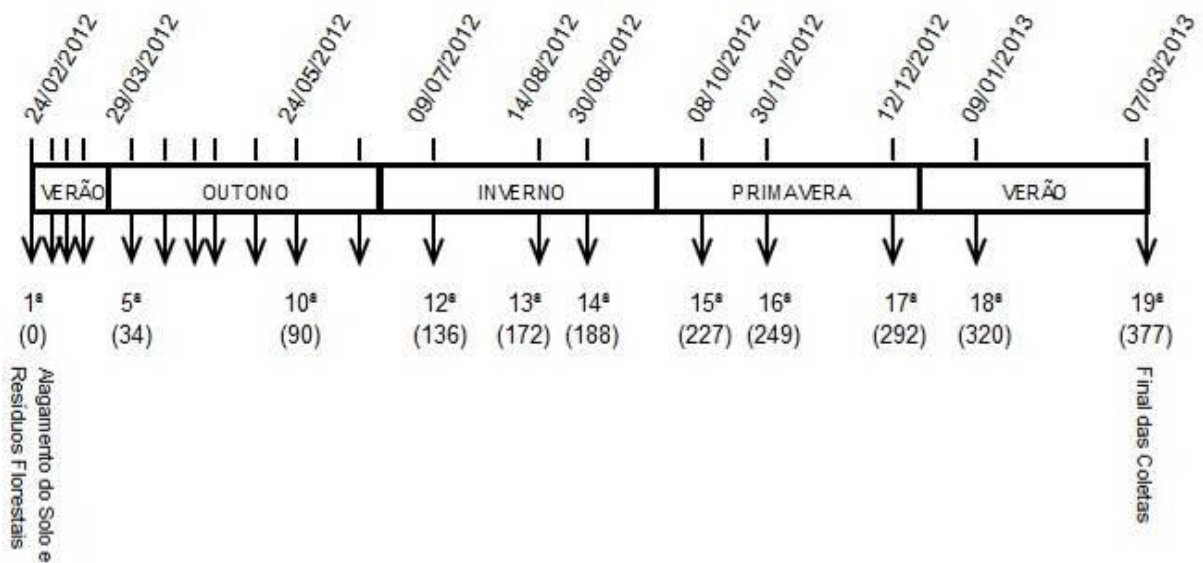 24/02/2012 29/03/2012 24/05/2012 09/07/2012 14/08/2012 30/08/2012 08/10/2012 30/10/2012 12/12/2012 09/01/2013 07/03/2013
VERÃO OUTONO INVERNO PRIMAVERA VERÃO
1ª 5ª 10ª 12ª 13ª 14ª 15ª 16ª 17ª 18ª 19ª
(0) (34) (90) (136) (172) (188) (227) (249) (292) (320) (377)
Alagamento do Solo e
Resíduos Florestais
Final das Coletas